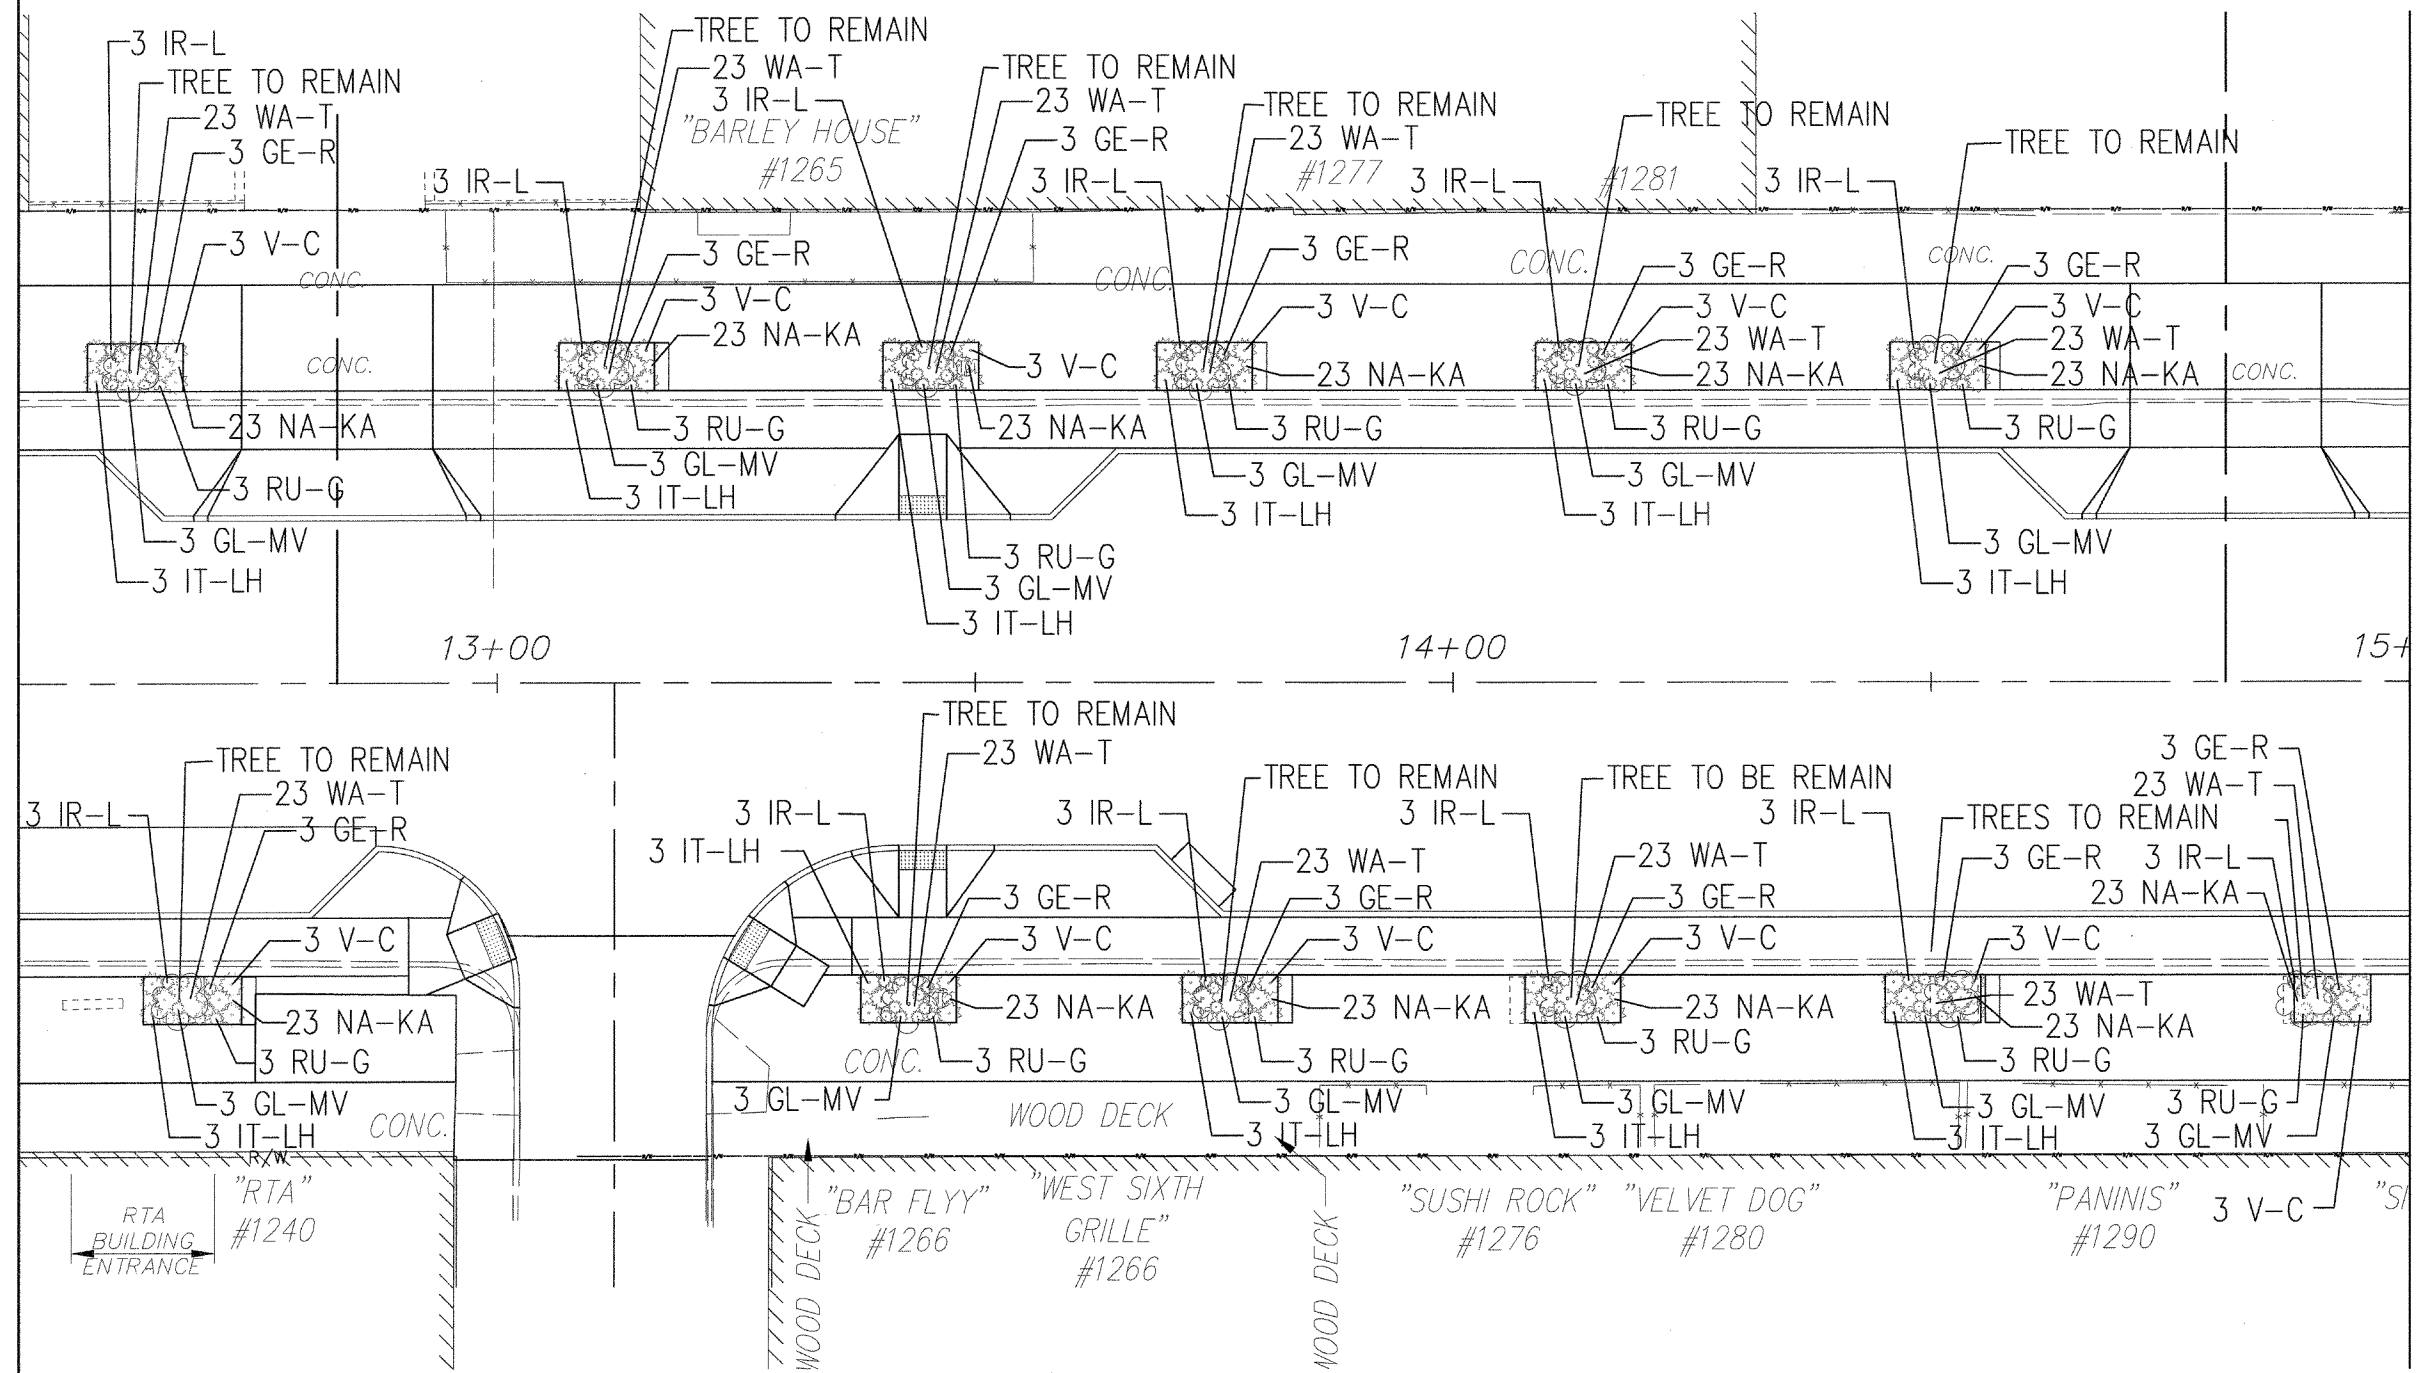 3 IR-L
TREE TO REMAIN
23 WA-T
3 GE-R
3 V-C
CONC.
CONC.
23 NA-KA
3 RU-G
3 GL-MV
3 IT-LH
TREE TO REMAIN
23 WA-T
3 IR-L
"BARLEY HOUSE"
#1265
3 IR-L
3 GE-R
3 V-C
23 NA-KA
3 RU-G
3 GL-MV
3 IT-LH
TREE TO REMAIN
23 WA-T
3 GE-R
3 V-C
23 NA-KA
3 RU-G
3 GL-MV
3 IT-LH
TREE TO REMAIN
23 WA-T
#1277
3 IR-L
3 GE-R
CONC.
3 V-C
23 NA-KA
3 RU-G
3 GL-MV
3 IT-LH
TREE TO REMAIN
#1281
3 IR-L
CONC.
3 GE-R
3 V-C
23 WA-T
23 NA-KA
3 RU-G
3 GL-MV
3 IT-LH
TREE TO REMAIN
3 IR-L
CONC.
3 GE-R
3 V-C
23 WA-T
23 NA-KA
CONC.
3 RU-G
3 GL-MV
3 IT-LH
13+00
14+00
15+
TREE TO REMAIN
23 WA-T
3 IR-L
3 GE-R
3 V-C
23 NA-KA
3 RU-G
3 GL-MV
3 IT-LH
CONC.
R/W
"RTA"
#1240
RTA
BUILDING
ENTRANCE
TREE TO REMAIN
23 WA-T
3 IR-L
3 IT-LH
3 GE-R
3 V-C
23 NA-KA
CONC.
3 RU-G
3 GL-MV
WOOD DECK
WOOD DECK
"BAR FLYY"
#1266
TREE TO REMAIN
3 IR-L
23 WA-T
3 GE-R
3 V-C
23 NA-KA
3 RU-G
3 GL-MV
3 IT-LH
"WEST SIXTH
GRILLE"
#1266
WOOD DECK
TREE TO BE REMAIN
3 IR-L
23 WA-T
3 GE-R
3 V-C
23 NA-KA
3 RU-G
3 GL-MV
3 IT-LH
"SUSHI ROCK"
#1276
"VELVET DOG"
#1280
3 IR-L
TREES TO REMAIN
3 GE-R
3 V-C
23 WA-T
23 NA-KA
3 RU-G
3 GL-MV
3 IT-LH
"PANINIS"
#1290
3 GE-R
23 WA-T
3 IR-L
23 NA-KA
3 RU-G
3 GL-MV
3 V-C